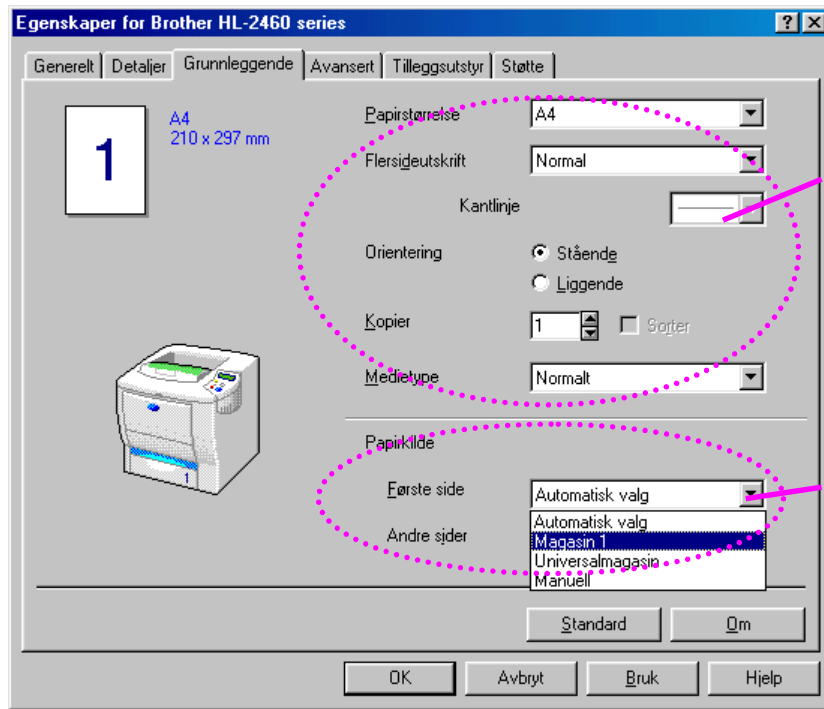 Egenskaper for Brother HL-2460 series
Generelt Detaljer Grunnleggende Avansert Tilleggsutstyr Støtte
1
A4
210 x 297 mm
Papirstørrelse A4
Flersideutskrift Normal
Kantlinje
Orientering Stående
Liggende
Kopier 1 Sorter
Medietype Normalt
1
Papirkilde
Første side Automatisk valg
Automatisk valg
Andre sider Magasin 1
Universalmagasin
Manuell
Standard Om
OK Avbryt Bruk Hjelp